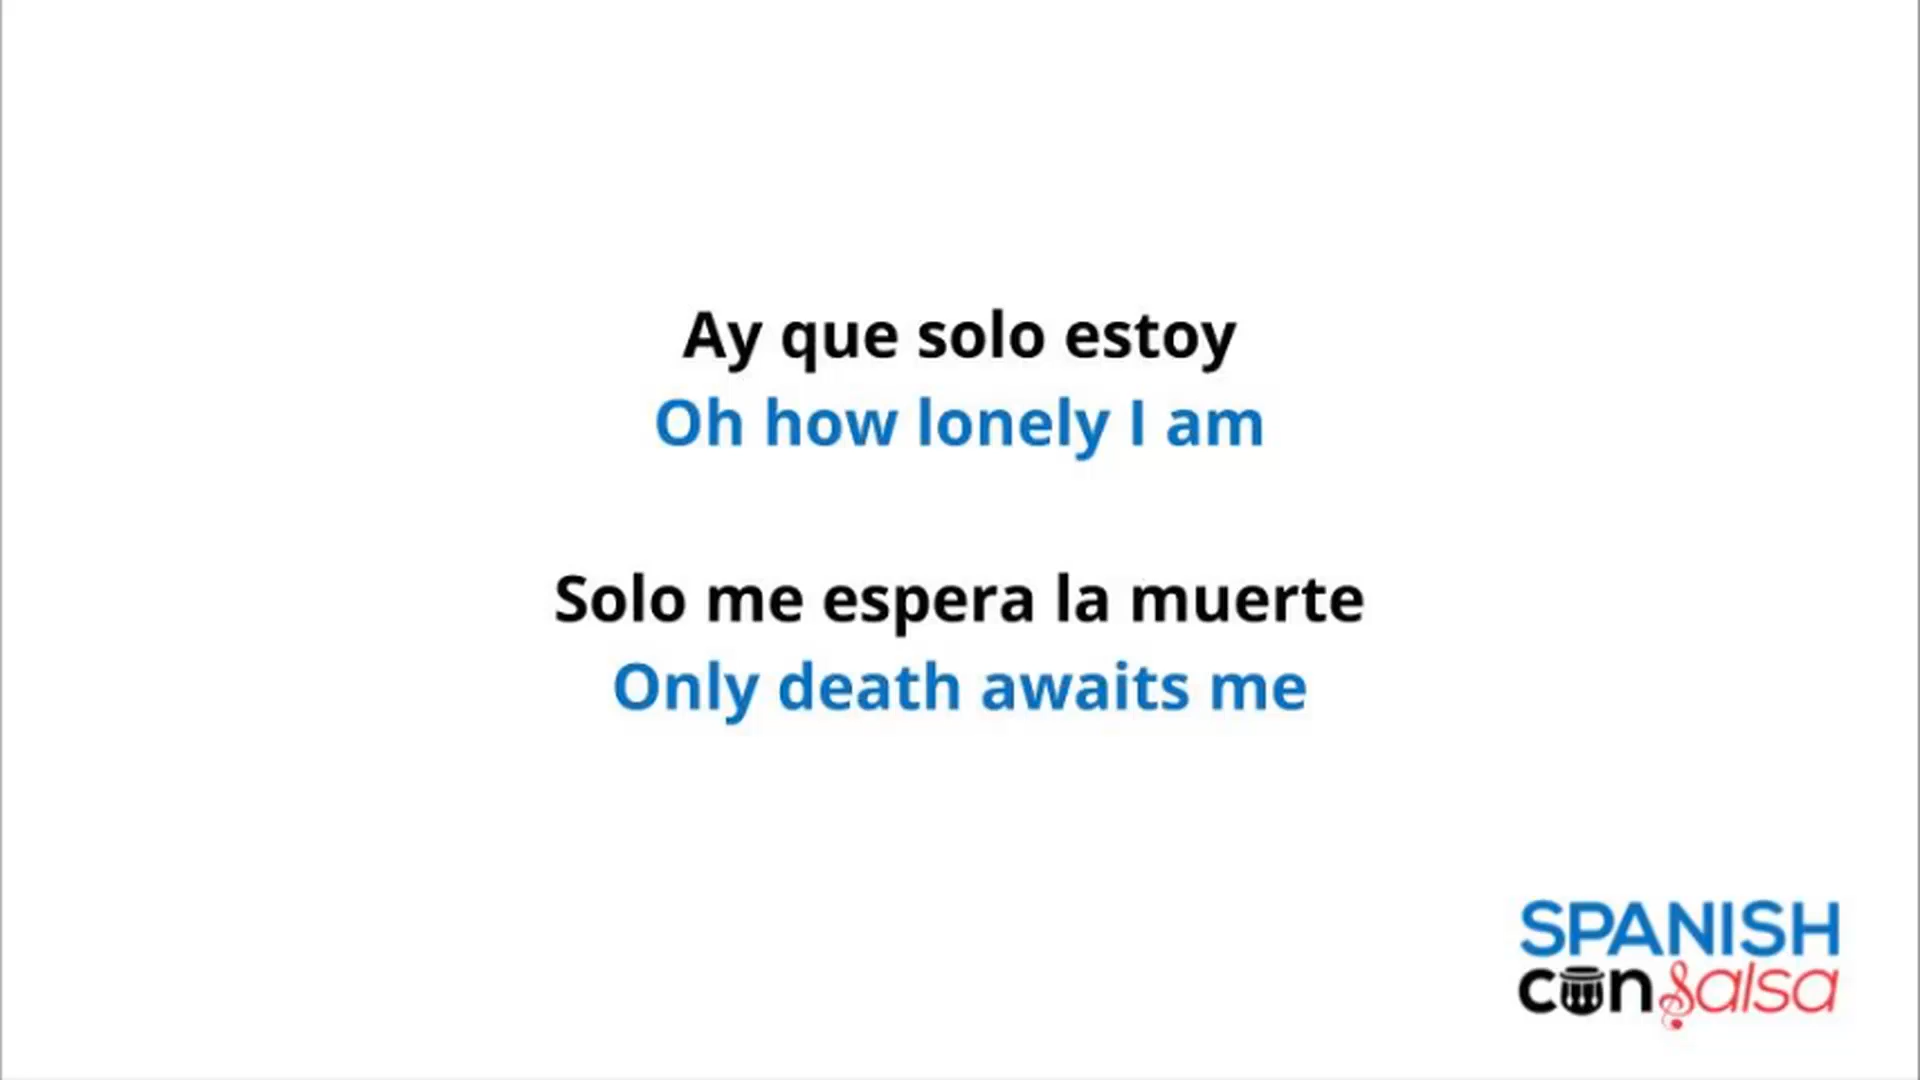 Ay que solo estoy
Oh how lonely I am
Solo me espera la muerte
Only death awaits me
SPANISH
con Salsa